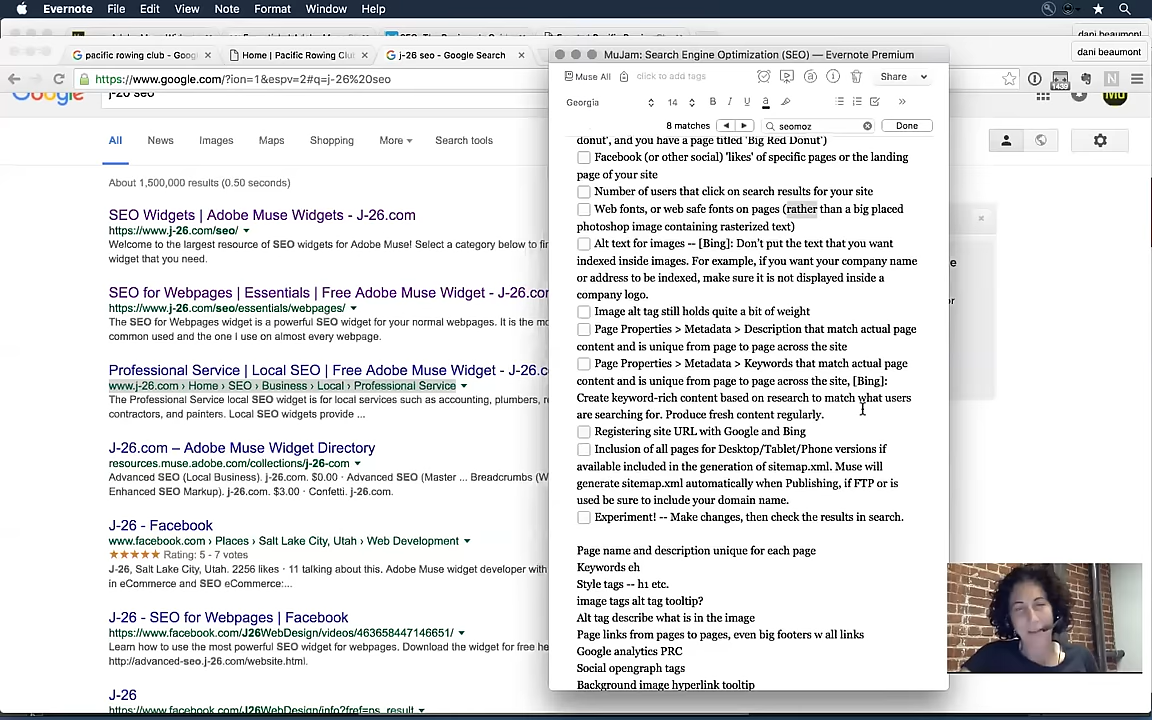 Evernote File Edit View Note Format Window Help
dani beaumont
pacific rowing club - Goog
Home | Pacific Rowing Clu
j-26 seo - Google Search
dani beaumont
https://www.google.com/?ion=1&espv=2#q=j-26%20seo
Google
j-26 seo
Mu
All News Images Maps Shopping More Search tools
About 1,500,000 results (0.50 seconds)
SEO Widgets | Adobe Muse Widgets - J-26.com
https://www.j-26.com/seo/
Welcome to the largest resource of SEO widgets for Adobe Muse! Select a category below to fin
widget that you need.
SEO for Webpages | Essentials | Free Adobe Muse Widget - J-26.co
https://www.j-26.com/seo/essentials/webpages/
The SEO for Webpages widget is a powerful SEO widget for your normal webpages. It is the mo
common used and the one I use on almost every webpage.
Professional Service | Local SEO | Free Adobe Muse Widget - J-26.c
www.j-26.com › Home › SEO › Business › Local › Professional Service
The Professional Service local SEO widget is for local services such as accounting, plumbers, r
contractors, and painters. Local SEO widgets provide ...
J-26.com – Adobe Muse Widget Directory
resources.muse.adobe.com/collections/j-26-com
Advanced SEO (Local Business). j-26.com. $0.00 · Advanced SEO (Master ... Breadcrumbs (W
Enhanced SEO Markup). j-26.com. $3.00 · Confetti. j-26.com.
J-26 - Facebook
www.facebook.com › Places › Salt Lake City, Utah › Web Development
Rating: 5 - 7 votes
J-26, Salt Lake City, Utah. 2256 likes · 11 talking about this. Adobe Muse widget developer with
in eCommerce and SEO eCommerce:...
J-26 - SEO for Webpages | Facebook
https://www.facebook.com/J26WebDesign/videos/463658447146651/
Learn how to use the most powerful SEO widget for webpages. Download the widget for free he
http://advanced-seo.j-26.com/website.html.
J-26
https://www.facebook.com/J26WebDesign/info?fref=ps_result
MuJam: Search Engine Optimization (SEO) — Evernote Premium
Muse All click to add tags Share
Georgia 14 B I U a
8 matches seomoz Done
donut', and you have a page titled 'Big Red Donut')
Facebook (or other social) 'likes' of specific pages or the landing
page of your site
Number of users that click on search results for your site
Web fonts, or web safe fonts on pages (rather than a big placed
photoshop image containing rasterized text)
Alt text for images -- [Bing]: Don't put the text that you want
indexed inside images. For example, if you want your company name
or address to be indexed, make sure it is not displayed inside a
company logo.
Image alt tag still holds quite a bit of weight
Page Properties > Metadata > Description that match actual page
content and is unique from page to page across the site
Page Properties > Metadata > Keywords that match actual page
content and is unique from page to page across the site, [Bing]:
Create keyword-rich content based on research to match what users
are searching for. Produce fresh content regularly.
Registering site URL with Google and Bing
Inclusion of all pages for Desktop/Tablet/Phone versions if
available included in the generation of sitemap.xml. Muse will
generate sitemap.xml automatically when Publishing, if FTP or is
used be sure to include your domain name.
Experiment! -- Make changes, then check the results in search.
Page name and description unique for each page
Keywords eh
Style tags -- h1 etc.
image tags alt tag tooltip?
Alt tag describe what is in the image
Page links from pages to pages, even big footers w all links
Google analytics PRC
Social opengraph tags
Background image hyperlink tooltip